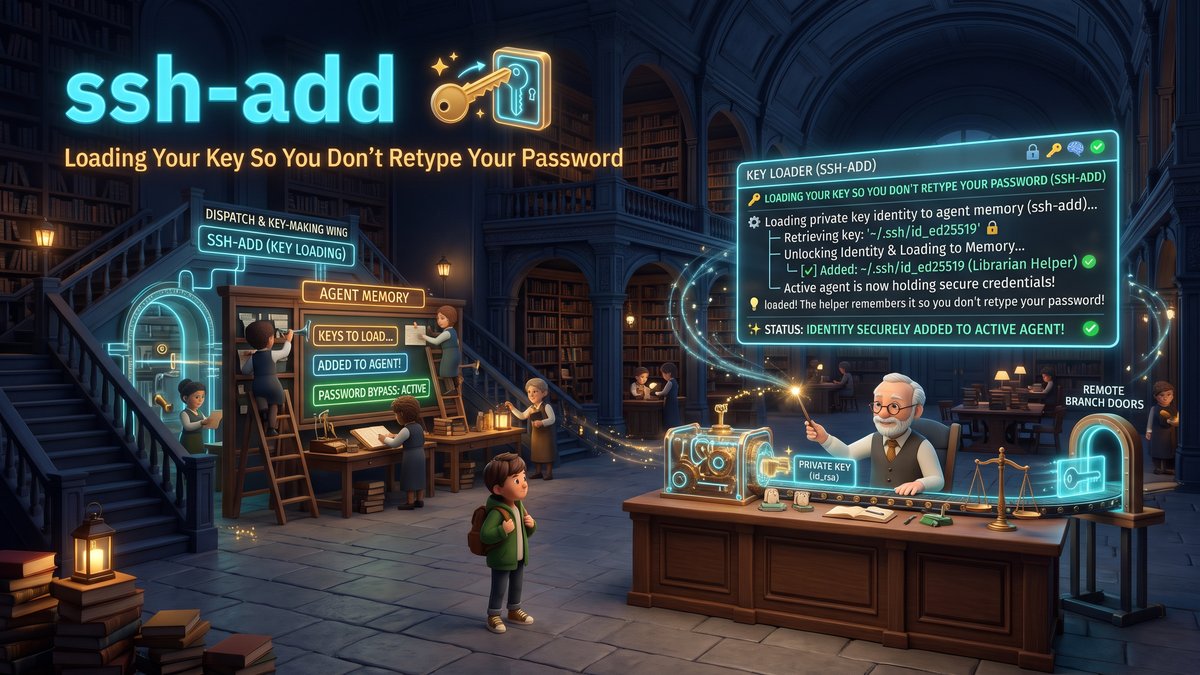 ssh-add
Loading Your Key So You Don't Retype Your Password
DISPATCH & KEY-MAKING WING
SSH-ADD (KEY LOADING)
AGENT MEMORY
KEYS TO LOAD...
ADDED TO AGENT!
PASSWORD BYPASS: ACTIVE
KEY LOADER (SSH-ADD)
LOADING YOUR KEY SO YOU DON'T RETYPE YOUR PASSWORD (SSH-ADD)
Loading private key identity to agent memory (ssh-add)...
Retrieving key: '~/.ssh/id_ed25519'
Unlocking Identity & Loading to Memory...
[✓] Added: ~/.ssh/id_ed25519 (Librarian Helper)
Active agent is now holding secure credentials!
loaded! The helper remembers it so you don't retype your password!
STATUS: IDENTITY SECURELY ADDED TO ACTIVE AGENT!
PRIVATE KEY
(id_rsa)
REMOTE
BRANCH DOORS